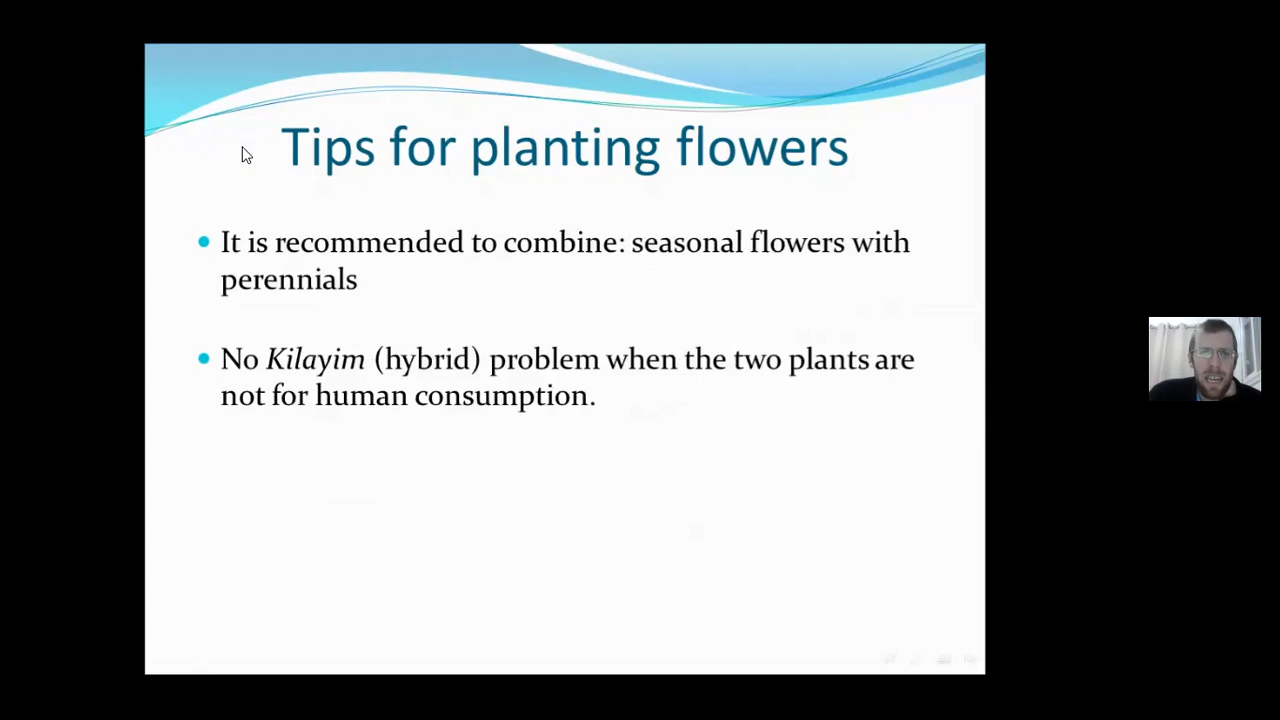 Tips for planting flowers
It is recommended to combine: seasonal flowers with
perennials
No Kilayim (hybrid) problem when the two plants are
not for human consumption.